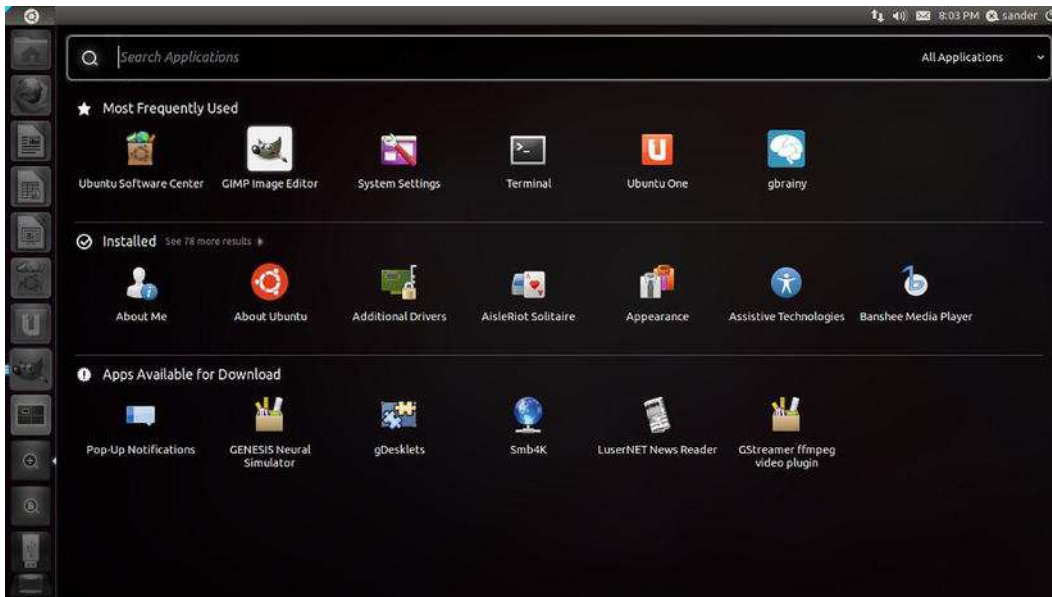 8:03 PM sander
Search Applications
All Applications
Most Frequently Used
Ubuntu Software Center
GIMP Image Editor
System Settings
Terminal
Ubuntu One
gbrainy
Installed See 78 more results
About Me
About Ubuntu
Additional Drivers
AisleRiot Solitaire
Appearance
Assistive Technologies
Banshee Media Player
Apps Available for Download
Pop-Up Notifications
GENESIS Neural
Simulator
gDesklets
Smb4K
LuserNET News Reader
GStreamer ffmpeg
video plugin